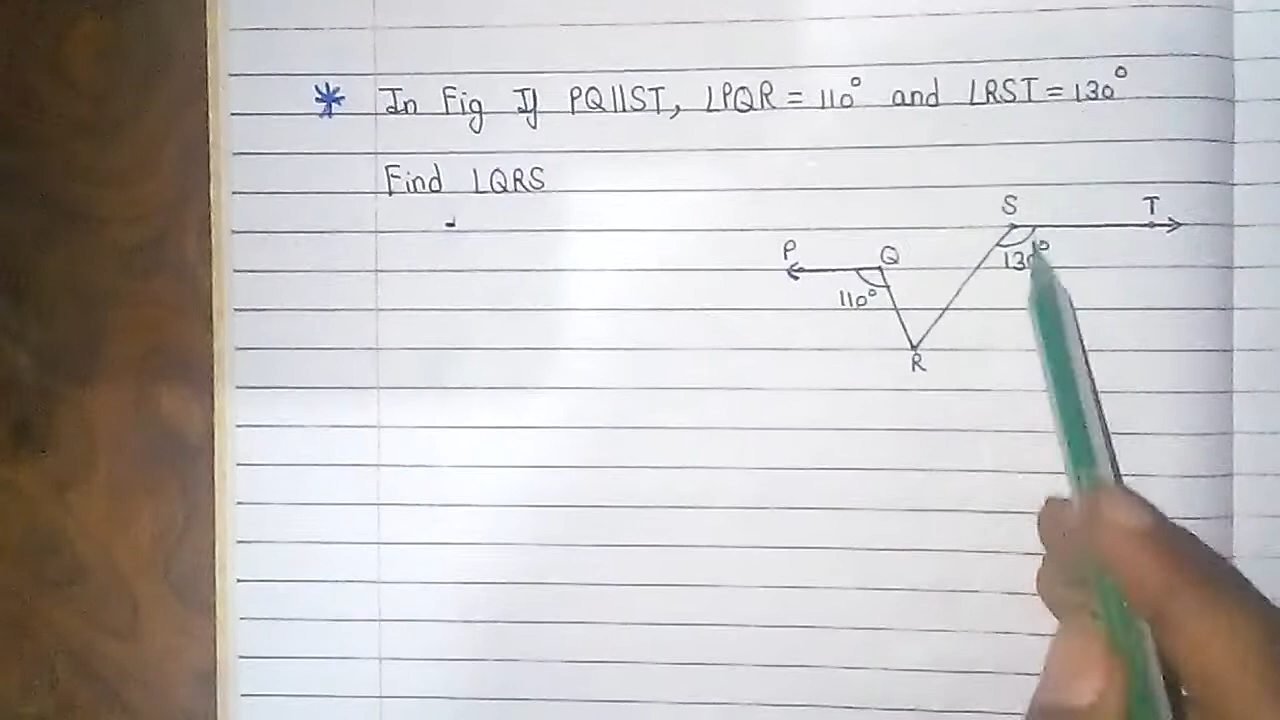 * In Fig If PQ||ST, ∠PQR = 110° and ∠RST = 130°
Find ∠QRS
S T
P Q
130°
110°
R